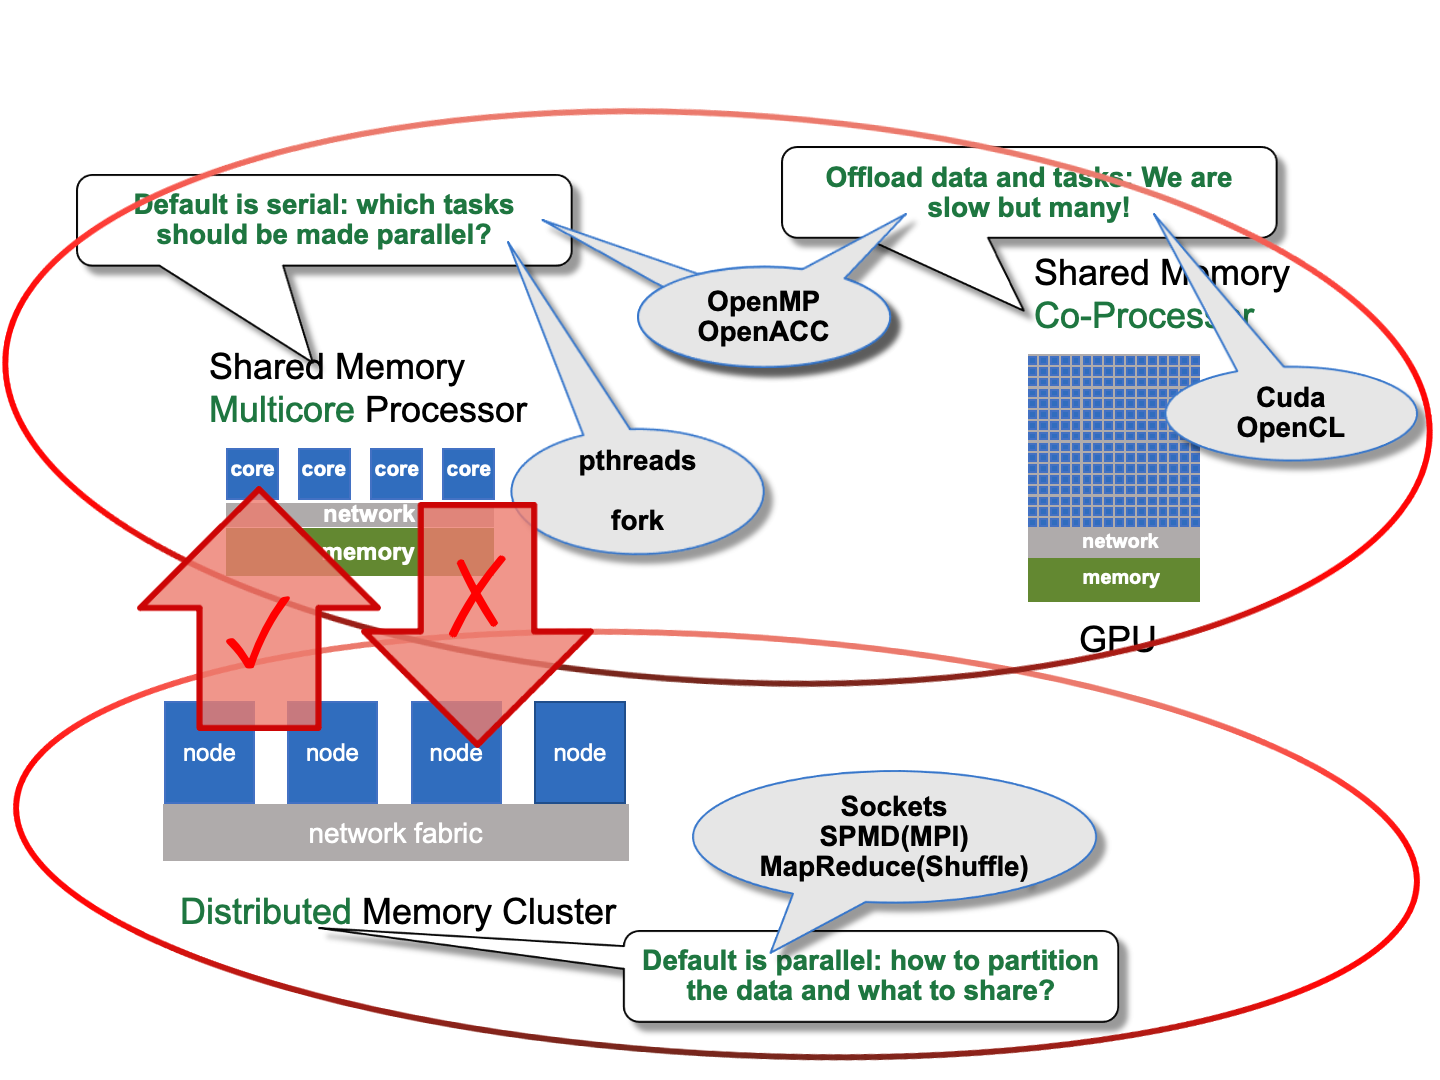 Default is serial: which tasks
should be made parallel?
Offload data and tasks: We are
slow but many!
OpenMP
OpenACC
Shared Memory
Co-Processor
Shared Memory
Multicore Processor
Cuda
OpenCL
core core core core
network
memory
pthreads
fork
network
memory
GPU
node node node node
network fabric
Distributed Memory Cluster
Sockets
SPMD(MPI)
MapReduce(Shuffle)
Default is parallel: how to partition
the data and what to share?